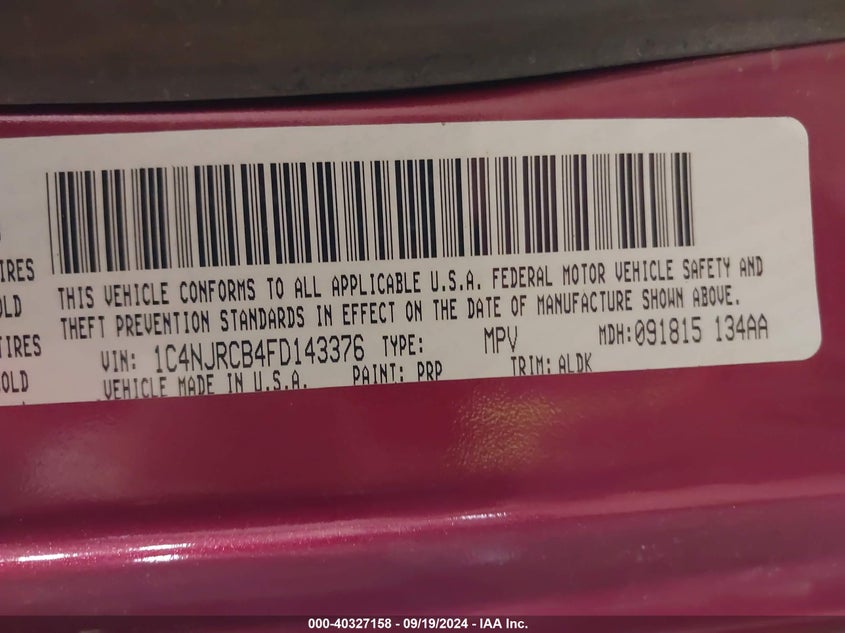 THIS VEHICLE CONFORMS TO ALL APPLICABLE U.S.A. FEDERAL MOTOR VEHICLE SAFETY AND
THEFT PREVENTION STANDARDS IN EFFECT ON THE DATE OF MANUFACTURE SHOWN ABOVE.
VIN: 1C4NJRCB4FD143376 TYPE: MPV MDH:091815 134AA
VEHICLE MADE IN U.S.A. PAINT: PRP TRIM: ALDK
IRES
OLD
TIRES
COLD
000-40327158 - 09/19/2024 - IAA Inc.